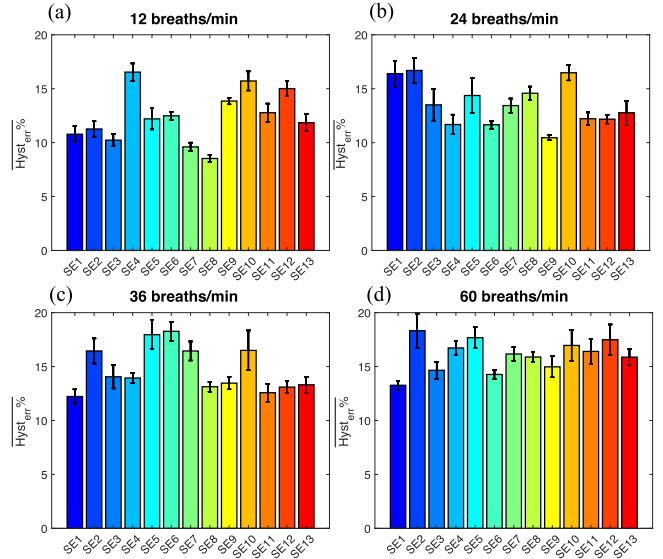 (a)
12 breaths/min
20
15
10
5
0
Hyst_err%
SE1 SE2 SE3 SE4 SE5 SE6 SE7 SE8 SE9 SE10 SE11 SE12 SE13
(b)
24 breaths/min
20
15
10
5
0
Hyst_err%
SE1 SE2 SE3 SE4 SE5 SE6 SE7 SE8 SE9 SE10 SE11 SE12 SE13
(c)
36 breaths/min
20
15
10
5
0
Hyst_err%
SE1 SE2 SE3 SE4 SE5 SE6 SE7 SE8 SE9 SE10 SE11 SE12 SE13
(d)
60 breaths/min
20
15
10
5
0
Hyst_err%
SE1 SE2 SE3 SE4 SE5 SE6 SE7 SE8 SE9 SE10 SE11 SE12 SE13